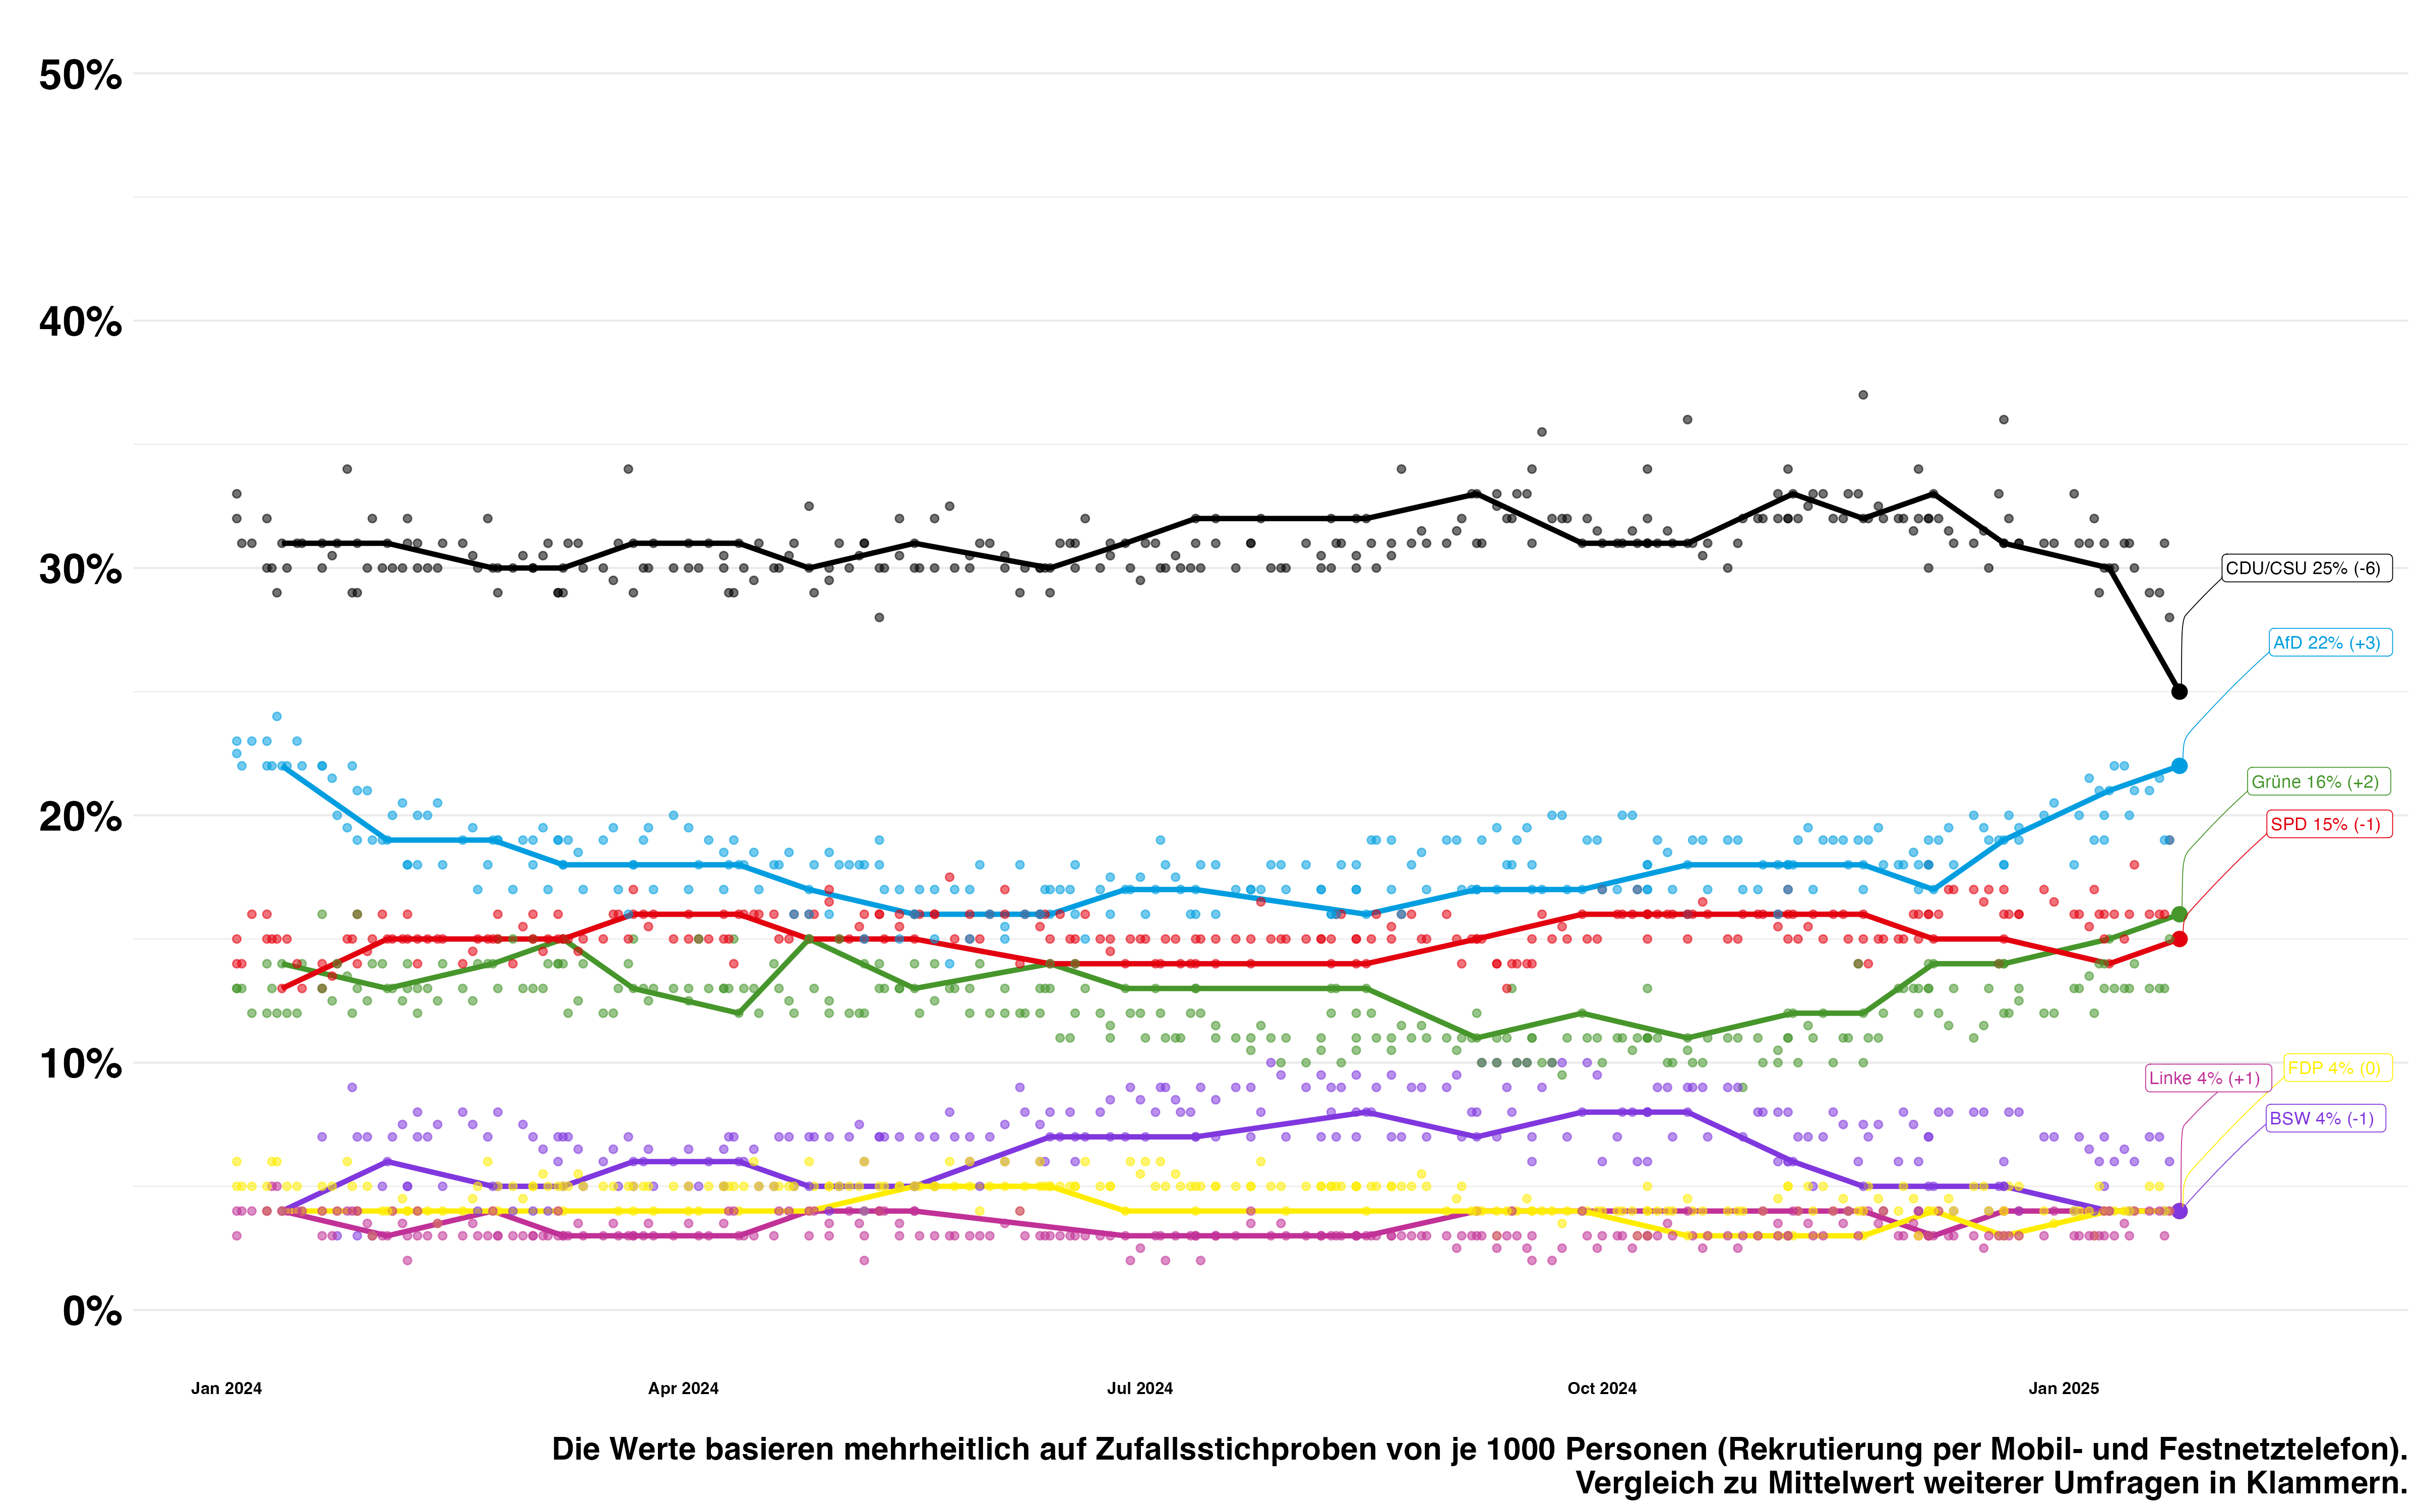 50%
40%
30%
20%
10%
0%
CDU/CSU 25% (-6)
AfD 22% (+3)
Grüne 16% (+2)
SPD 15% (-1)
FDP 4% (0)
Linke 4% (+1)
BSW 4% (-1)
Jan 2024
Apr 2024
Jul 2024
Oct 2024
Jan 2025
Die Werte basieren mehrheitlich auf Zufallsstichproben von je 1000 Personen (Rekrutierung per Mobil- und Festnetztelefon).
Vergleich zu Mittelwert weiterer Umfragen in Klammern.